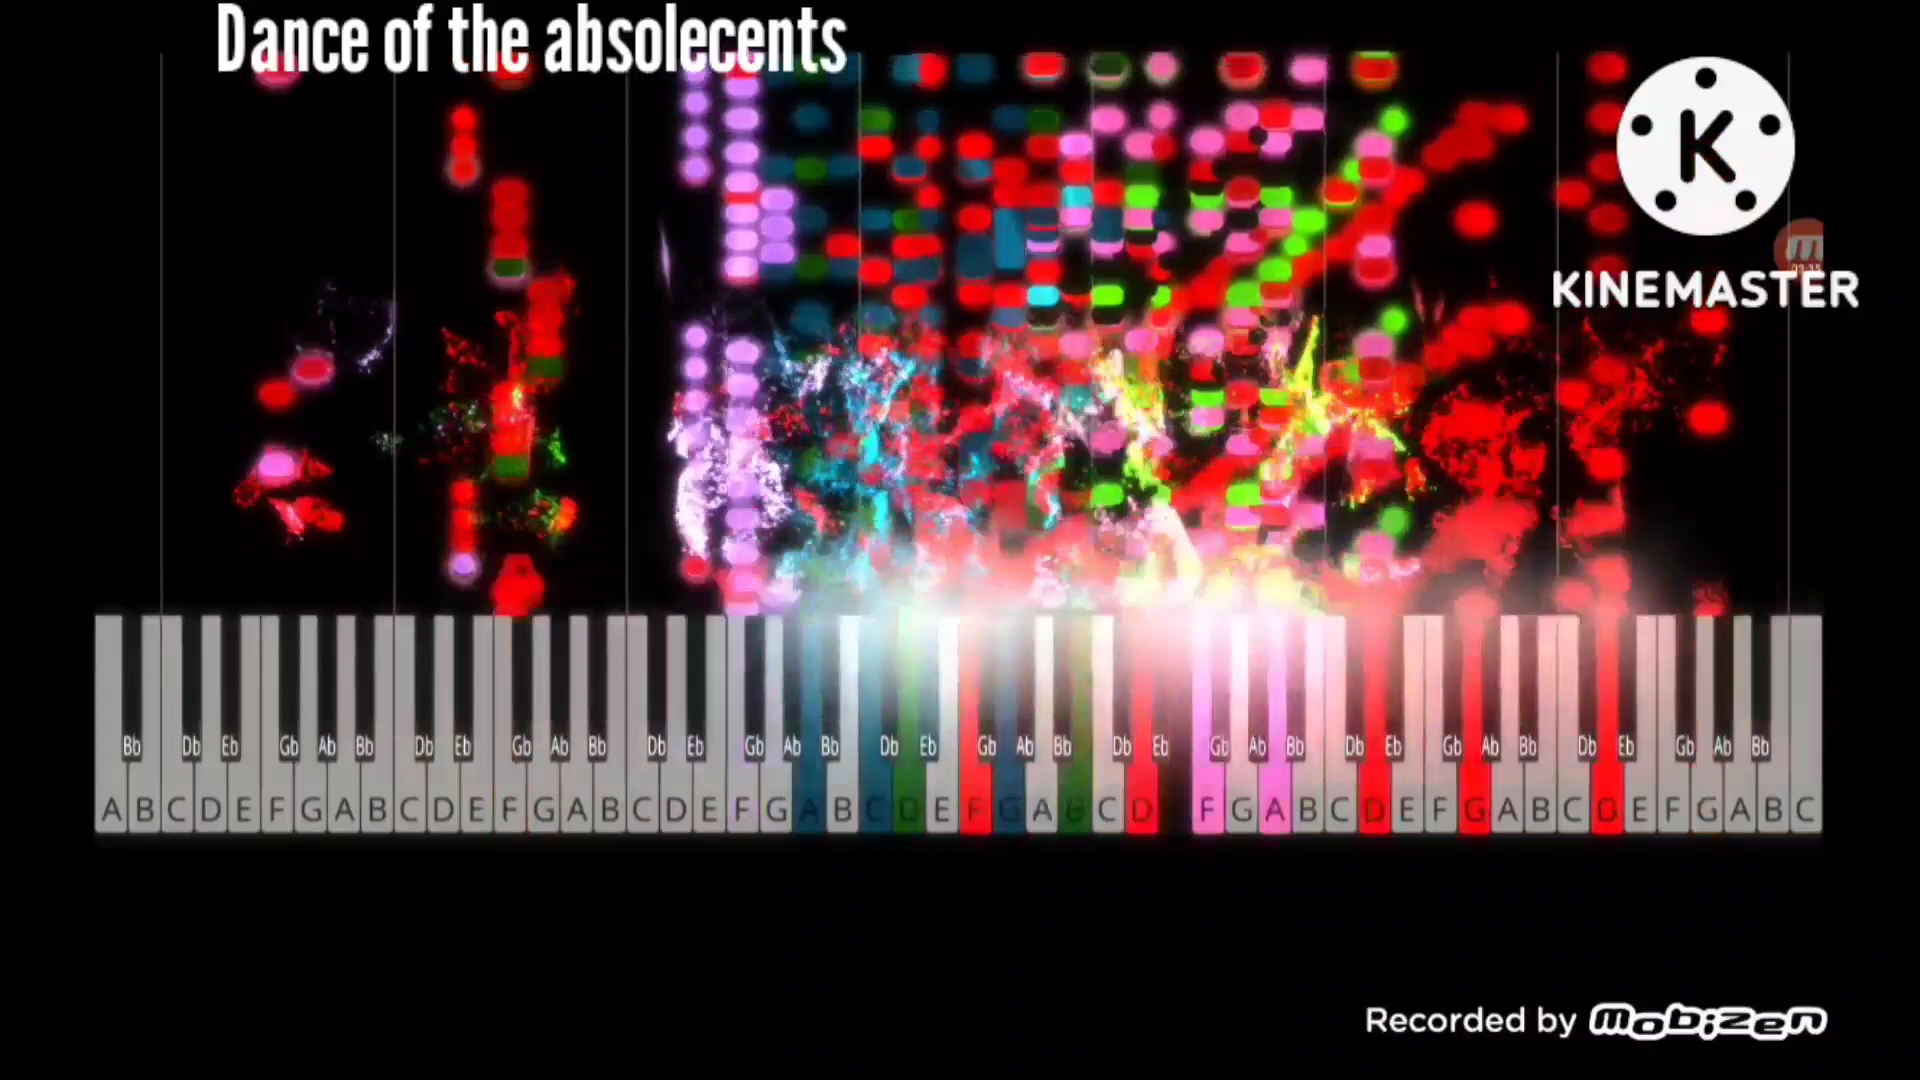 Dance of the absolecents
K
KINEMASTER
Bb Db Eb Gb Ab Bb Db Eb Gb Ab Bb Db Eb Gb Ab Bb Db Eb Gb Ab Bb Db Eb Gb Ab Bb Db Eb Gb Ab Bb Db Eb Gb Ab Bb
A B C D E F G A B C D E F G A B C D E F G A B C D E F G A B C D F G A B C D E F G A B C D E F G A B C
Recorded by mobizen